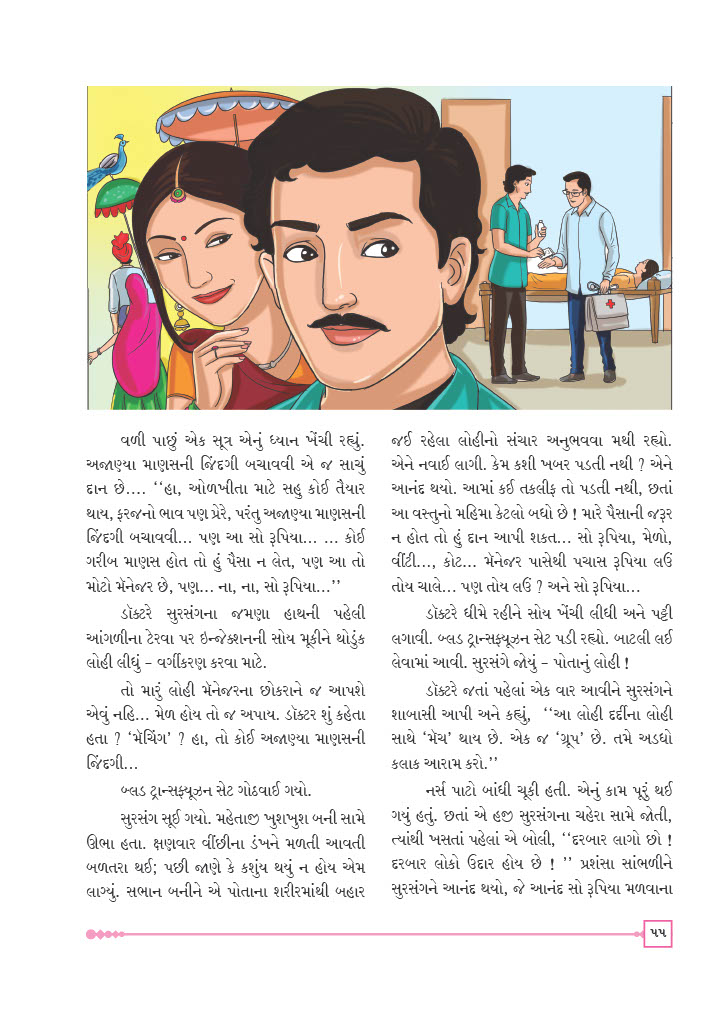 વળી પાછું એક સૂત્ર એનું ધ્યાન ખેંચી રહ્યું.
અજાણ્યા માણસની જિંદગી બચાવવી એ જ સાચું
દાન છે.... ‘‘હા, ઓળખીતા માટે સહુ કોઈ તૈયાર
થાય, ફરજનો ભાવ પણ પ્રેરે, પરંતુ અજાણ્યા માણસની
જિંદગી બચાવવી... પણ આ સો રૂપિયા... ... કોઈ
ગરીબ માણસ હોત તો હું પૈસા ન લેત, પણ આ તો
મોટો મૅનેજર છે, પણ... ના, ના, સો રૂપિયા...’’
ડૉક્ટરે સુરસંગના જમણા હાથની પહેલી
આંગળીના ટેરવા પર ઇન્જેક્શનની સોય મૂકીને થોડુંક
લોહી લીધું – વર્ગીકરણ કરવા માટે.
તો મારું લોહી મૅનેજરના છોકરાને જ આપશે
એવું નહિ... મેળ હોય તો જ અપાય. ડૉક્ટર શું કહેતા
હતા ? ‘મૅચિંગ’ ? હા, તો કોઈ અજાણ્યા માણસની
જિંદગી...
બ્લડ ટ્રાન્સફ્યૂઝન સેટ ગોઠવાઈ ગયો.
સુરસંગ સૂઈ ગયો. મહેતાજી ખુશખુશ બની સામે
ઊભા હતા. ક્ષણવાર વીંછીના ડંખને મળતી આવતી
બળતરા થઈ; પછી જાણે કે કશુંય થયું ન હોય એમ
લાગ્યું. સભાન બનીને એ પોતાના શરીરમાંથી બહાર
જઈ રહેલા લોહીનો સંચાર અનુભવવા મથી રહ્યો.
એને નવાઈ લાગી. કેમ કશી ખબર પડતી નથી ? એને
આનંદ થયો. આમાં કઈ તકલીફ તો પડતી નથી, છતાં
આ વસ્તુનો મહિમા કેટલો બધો છે ! મારે પૈસાની જરૂર
ન હોત તો હું દાન આપી શકત... સો રૂપિયા, મેળો,
વીંટી..., કોટ... મૅનેજર પાસેથી પચાસ રૂપિયા લઉં
તોય ચાલે... પણ તોય લઉં ? અને સો રૂપિયા...
ડૉક્ટરે ધીમે રહીને સોય ખેંચી લીધી અને પટ્ટી
લગાવી. બ્લડ ટ્રાન્સફ્યૂઝન સેટ પડી રહ્યો. બાટલી લઈ
લેવામાં આવી. સુરસંગે જોયું – પોતાનું લોહી !
ડૉક્ટરે જતાં પહેલાં એક વાર આવીને સુરસંગને
શાબાસી આપી અને કહ્યું, ‘‘આ લોહી દર્દીના લોહી
સાથે ‘મૅચ’ થાય છે. એક જ ‘ગ્રૂપ’ છે. તમે અડધો
કલાક આરામ કરો.’’
નર્સ પાટો બાંધી ચૂકી હતી. એનું કામ પૂરું થઈ
ગયું હતું. છતાં એ હજી સુરસંગના ચહેરા સામે જોતી,
ત્યાંથી ખસતાં પહેલાં એ બોલી, ‘‘દરબાર લાગો છો !
દરબાર લોકો ઉદાર હોય છે ! ’’ પ્રશંસા સાંભળીને
સુરસંગને આનંદ થયો, જે આનંદ સો રૂપિયા મળવાના
૫૫